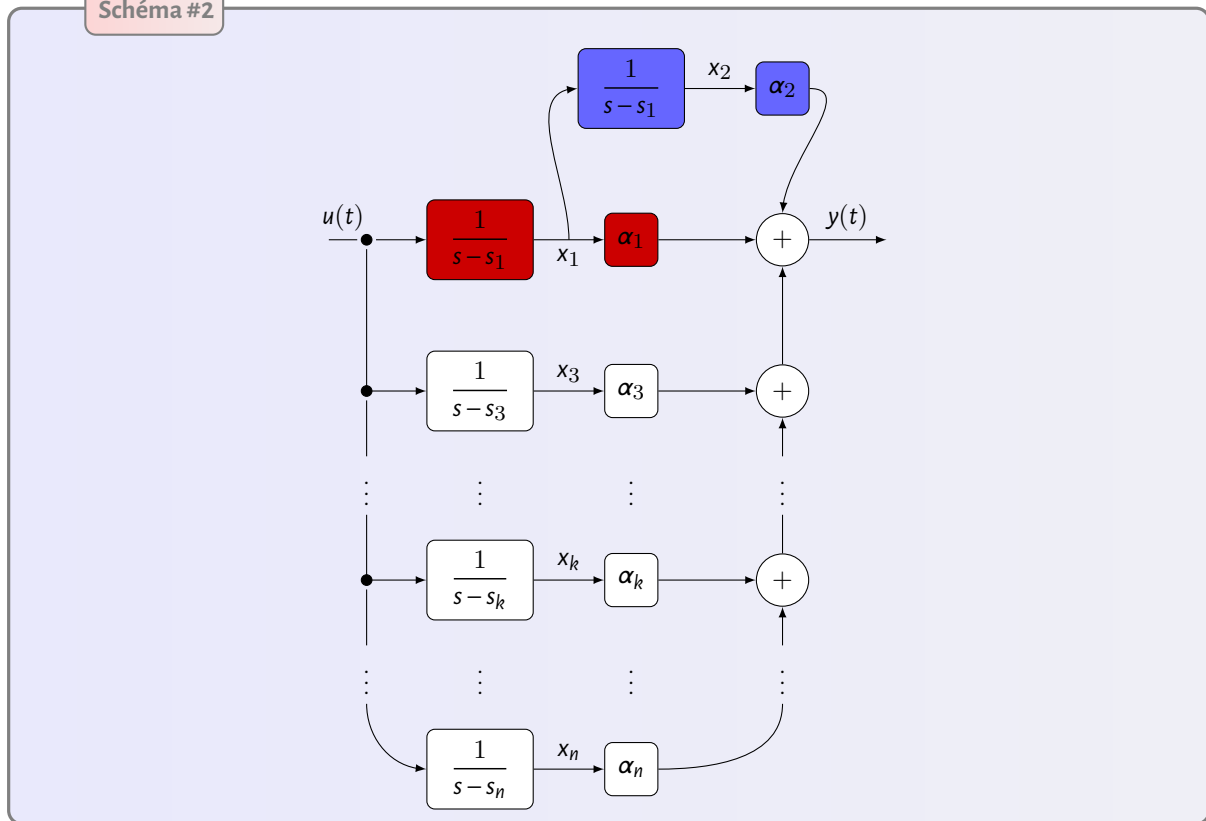 Schéma #2
1
s – s₁
x₂
α₂
u(t)
1
s – s₁
x₁
α₁
+
y(t)
1
s – s₃
x₃
α₃
+
⋮ ⋮ ⋮ ⋮
1
s – sₖ
xₖ
αₖ
+
⋮ ⋮ ⋮ ⋮
1
s – sₙ
xₙ
αₙ